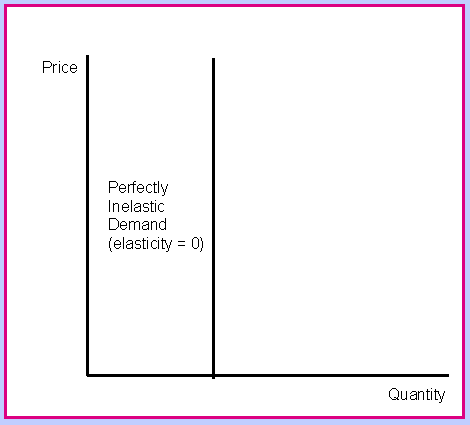 Price
Perfectly
Inelastic
Demand
(elasticity = 0)
Quantity